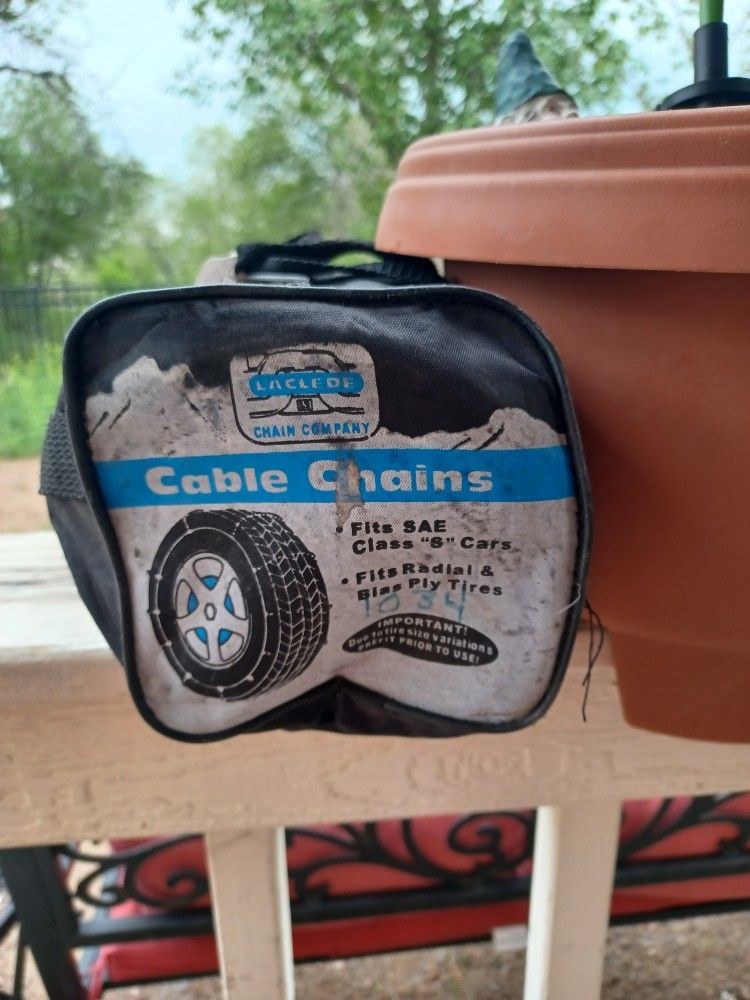 LACLEDE
CHAIN COMPANY
Cable Chains
• Fits SAE
Class "S" Cars
• Fits Radial &
Bias Ply Tires
1034
IMPORTANT!
Due to tire size variations
PREFIT PRIOR TO USE!